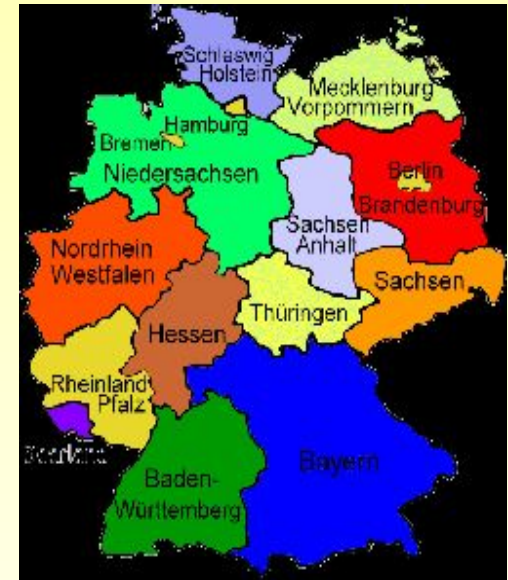 Schleswig
Holstein
Mecklenburg
Vorpommern
Hamburg
Bremen
Niedersachsen
Berlin
Brandenburg
Sachsen
Anhalt
Nordrhein
Westfalen
Sachsen
Thüringen
Hessen
Rheinland
Pfalz
Saarland
Bayern
Baden-
Württemberg